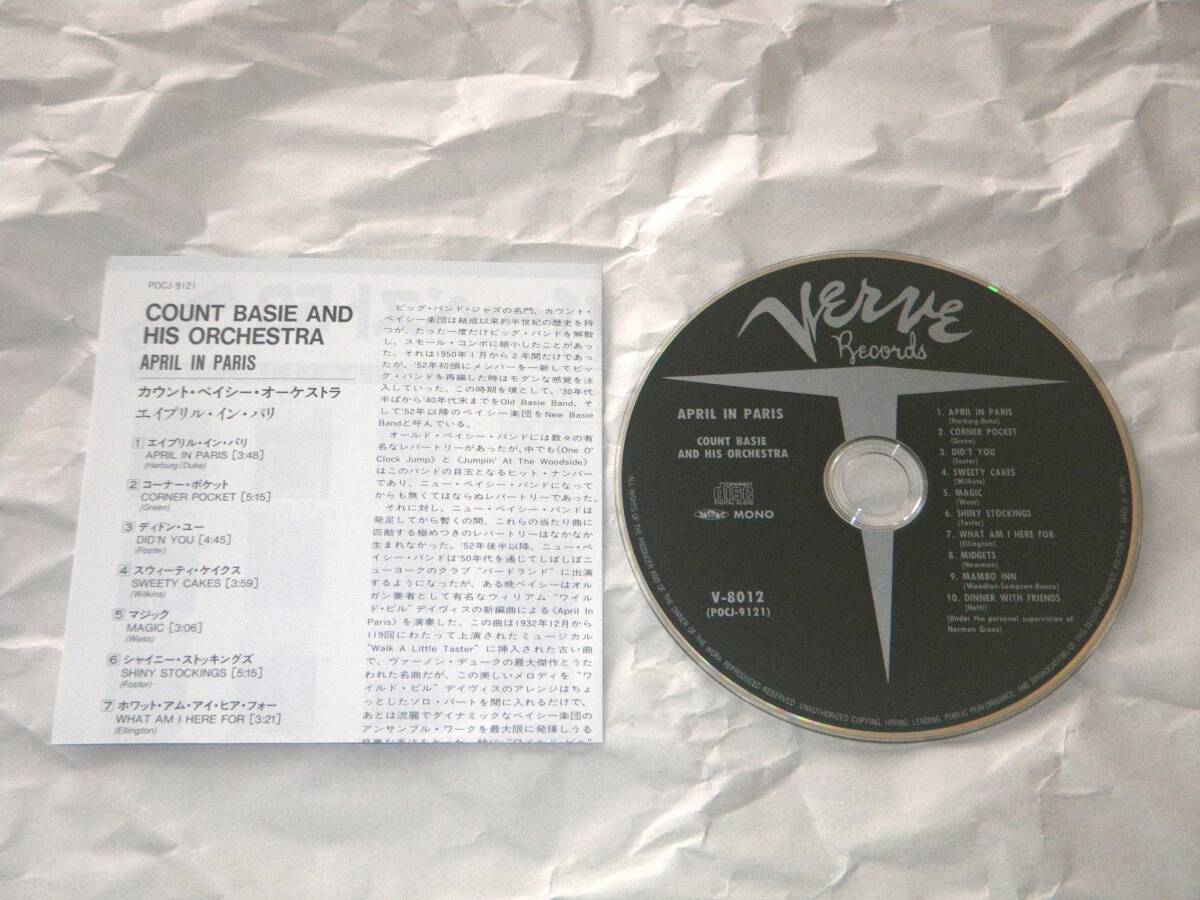 POCJ-9121
COUNT BASIE AND
HIS ORCHESTRA
APRIL IN PARIS
カウント・ベイシー・オーケストラ
エイプリル・イン・パリ
1 エイプリル・イン・パリ
APRIL IN PARIS [3:48]
(Harburg/Duke)
2 コーナー・ポケット
CORNER POCKET [5:15]
(Green)
3 ディドン・ユー
DID'N YOU [4:45]
(Foster)
4 スウィーティ・ケイクス
SWEETY CAKES [3:59]
(Wilkins)
5 マジック
MAGIC [3:06]
(Wess)
6 シャイニー・ストッキングズ
SHINY STOCKINGS [5:15]
(Foster)
7 ホワット・アム・アイ・ヒア・フォー
WHAT AM I HERE FOR [3:21]
(Ellington)
ビッグ・バンド・ジャズの名門、カウント・
ベイシー楽団は結成以来約半世紀の歴史を持
つが、たった一度だけビッグ・バンドを解散
し、スモール・コンボに縮小したことがあっ
た。それは1950年1月から2年間だけであっ
たが、'52年初頭にメンバーを一新してビッ
グ・バンドを再編した時はモダンな感覚を注
入していった。この時期を境として、'30年代
半ばから'40年代末までをOld Basie Band、そ
して'52年以降のベイシー楽団をNew Basie
Bandと呼んでいる。
オールド・ベイシー・バンドには数々の有
名なレパートリーがあったが、中でも《One O'
Clock Jump》と《Jumpin' At The Woodside》
はこのバンドの目玉となるヒット・ナンバー
であり、ニュー・ベイシー・バンドになって
からも無くてはならぬレパートリーであった。
それに対し、ニュー・ベイシー・バンドは
発足してから暫くの間、これらの当たり曲に
匹敵する極めつきのレパートリーはなかなか
生まれなかった。'52年後半以降、ニュー・ベ
イシー・バンドは'50年代を通じてしばしばニ
ューヨークのクラブ“バードランド”に出演
するようになったが、ある晩ベイシーはオル
ガン奏者として有名なウィリアム“ワイル
ド・ビル”デイヴィスの新編曲による《April In
Paris》を演奏した。この曲は1932年12月から
119回にわたって上演されたミュージカル
“Walk A Little Taster”に挿入された古い曲
で、ヴァーノン・デュークの最大傑作とうた
われた名曲だが、この美しいメロディを“ワ
イルド・ビル”デイヴィスのアレンジはちょ
っとしたソロ・パートを間に入れるだけで、
あとは流麗でダイナミックなベイシー楽団の
アンサンブル・ワークを最大限に発揮しうる
VERVE
Records
APRIL IN PARIS
COUNT BASIE
AND HIS ORCHESTRA
COMPACT
disc
DIGITAL AUDIO
JASRAC MONO
V-8012
(POCJ-9121)
1. APRIL IN PARIS
(Harburg-Duke)
2. CORNER POCKET
(Green)
3. DID'T YOU
(Foster)
4. SWEETY CAKES
(Wilkins)
5. MAGIC
(Wess)
6. SHINY STOCKINGS
(Foster)
7. WHAT AM I HERE FOR
(Ellington)
8. MIDGETS
(Newman)
9. MAMBO INN
(Woodlan-Sampson-Bauza)
10. DINNER WITH FRIENDS
(Hefti)
(Under the personal supervision of
Norman Granz)
ALL RIGHTS OF THE PRODUCER AND OF THE OWNER OF THE WORK REPRODUCED RESERVED. UNAUTHORIZED COPYING, HIRING, LENDING, PUBLIC PERFORMANCE, AND BROADCASTING OF THIS RECORD PROHIBITED.
MADE IN JAPAN